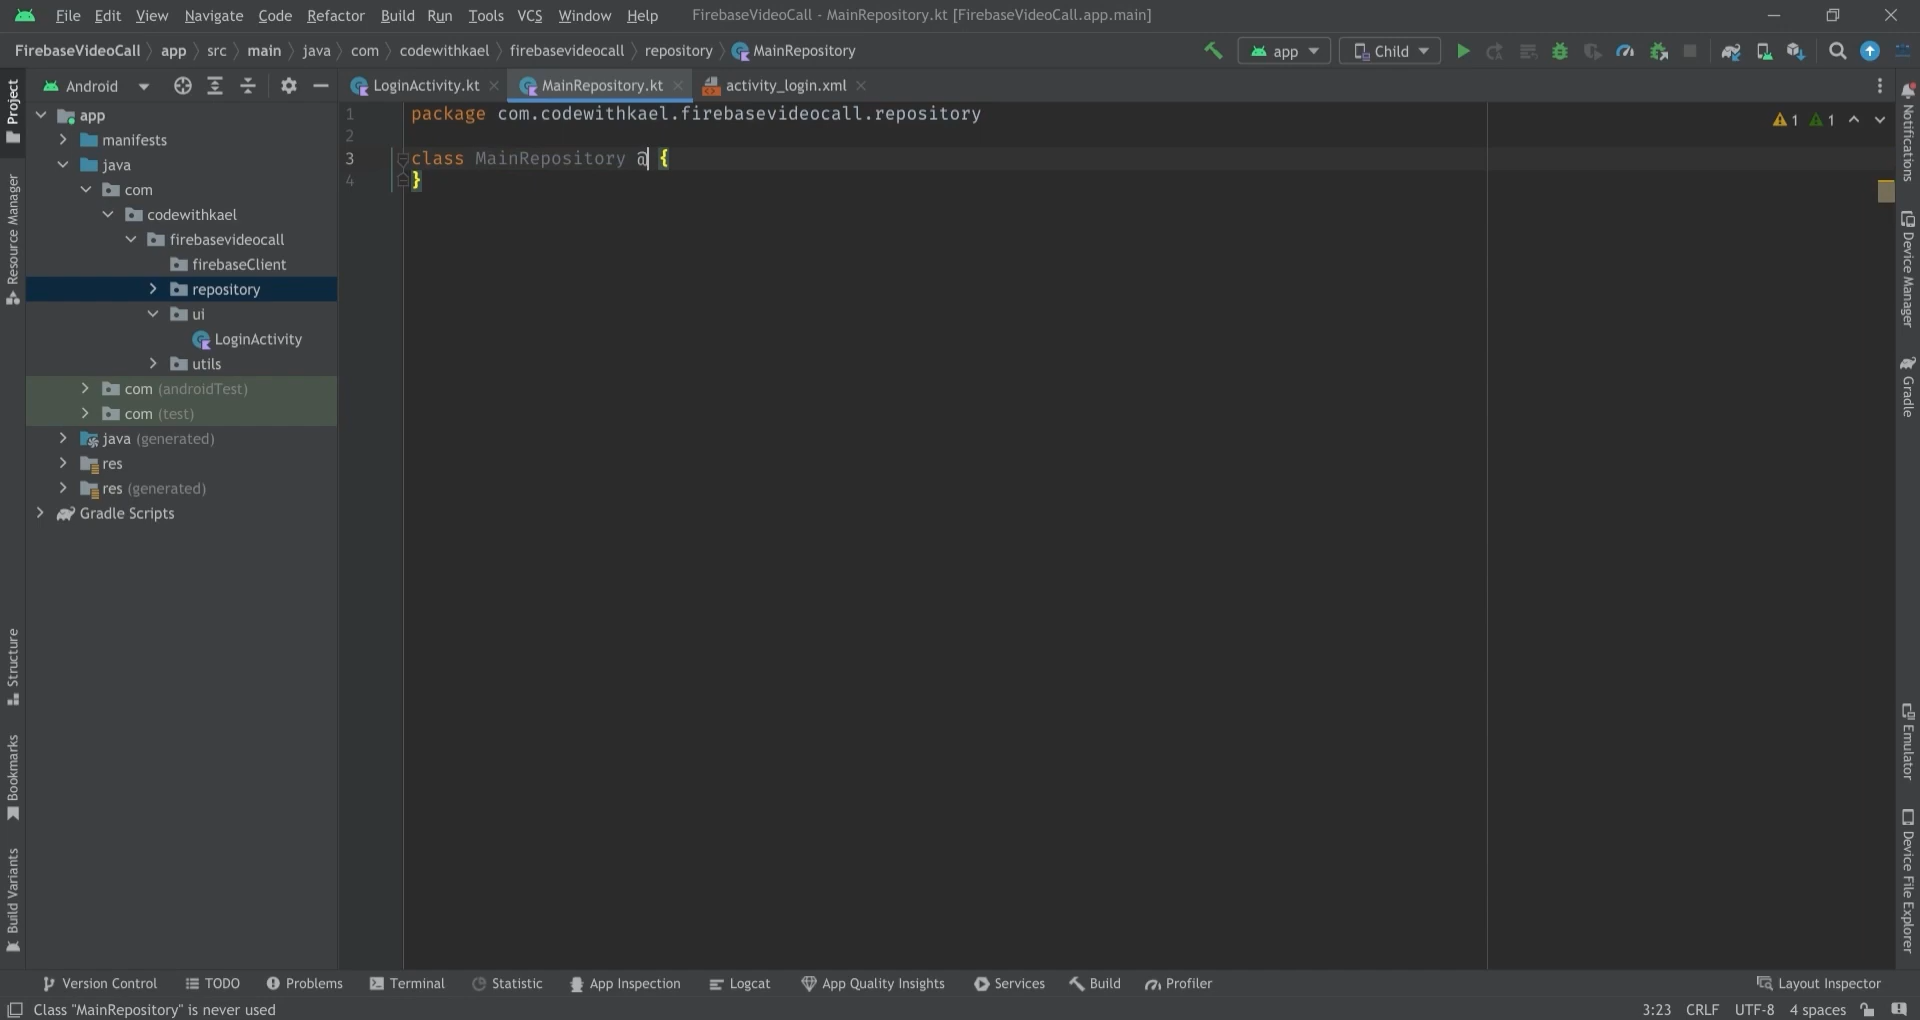 File Edit View Navigate Code Refactor Build Run Tools VCS Window Help FirebaseVideoCall - MainRepository.kt [FirebaseVideoCall.app.main]
FirebaseVideoCall app src main java com codewithkael firebasevideocall repository MainRepository app Child
Project
Resource Manager
Structure
Bookmarks
Build Variants
Android
app
manifests
java
com
codewithkael
firebasevideocall
firebaseClient
repository
ui
LoginActivity
utils
com (androidTest)
com (test)
java (generated)
res
res (generated)
Gradle Scripts
LoginActivity.kt MainRepository.kt activity_login.xml
1 package com.codewithkael.firebasevideocall.repository
2
3 class MainRepository @ {
4 }
1 1
Notifications
Device Manager
Gradle
Emulator
Device File Explorer
Version Control TODO Problems Terminal Statistic App Inspection Logcat App Quality Insights Services Build Profiler Layout Inspector
Class "MainRepository" is never used 3:23 CRLF UTF-8 4 spaces